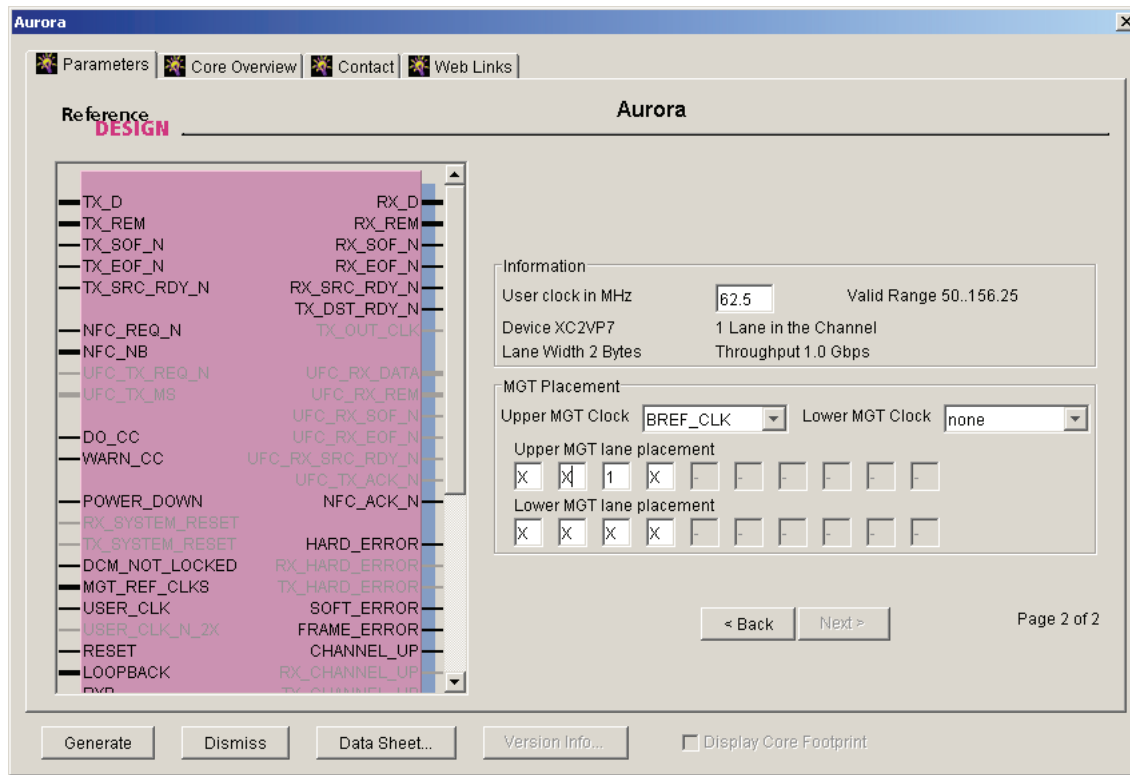 Aurora
Parameters Core Overview Contact Web Links
Reference
DESIGN
Aurora
TX_D RX_D
TX_REM RX_REM
TX_SOF_N RX_SOF_N
TX_EOF_N RX_EOF_N
TX_SRC_RDY_N RX_SRC_RDY_N
TX_DST_RDY_N
NFC_REQ_N TX_OUT_CLK
NFC_NB
UFC_TX_REQ_N UFC_RX_DATA
UFC_TX_MS UFC_RX_REM
UFC_RX_SOF_N
DO_CC UFC_RX_EOF_N
WARN_CC UFC_RX_SRC_RDY_N
UFC_TX_ACK_N
POWER_DOWN NFC_ACK_N
RX_SYSTEM_RESET
TX_SYSTEM_RESET HARD_ERROR
DCM_NOT_LOCKED RX_HARD_ERROR
MGT_REF_CLKS TX_HARD_ERROR
USER_CLK SOFT_ERROR
USER_CLK_N_2X FRAME_ERROR
RESET CHANNEL_UP
LOOPBACK RX_CHANNEL_UP
Information
User clock in MHz 62.5 Valid Range 50..156.25
Device XC2VP7 1 Lane in the Channel
Lane Width 2 Bytes Throughput 1.0 Gbps
MGT Placement
Upper MGT Clock BREF_CLK Lower MGT Clock none
Upper MGT lane placement
X X 1 X - - - - - -
Lower MGT lane placement
X X X X - - - - - -
< Back Next > Page 2 of 2
Generate Dismiss Data Sheet... Version Info... Display Core Footprint